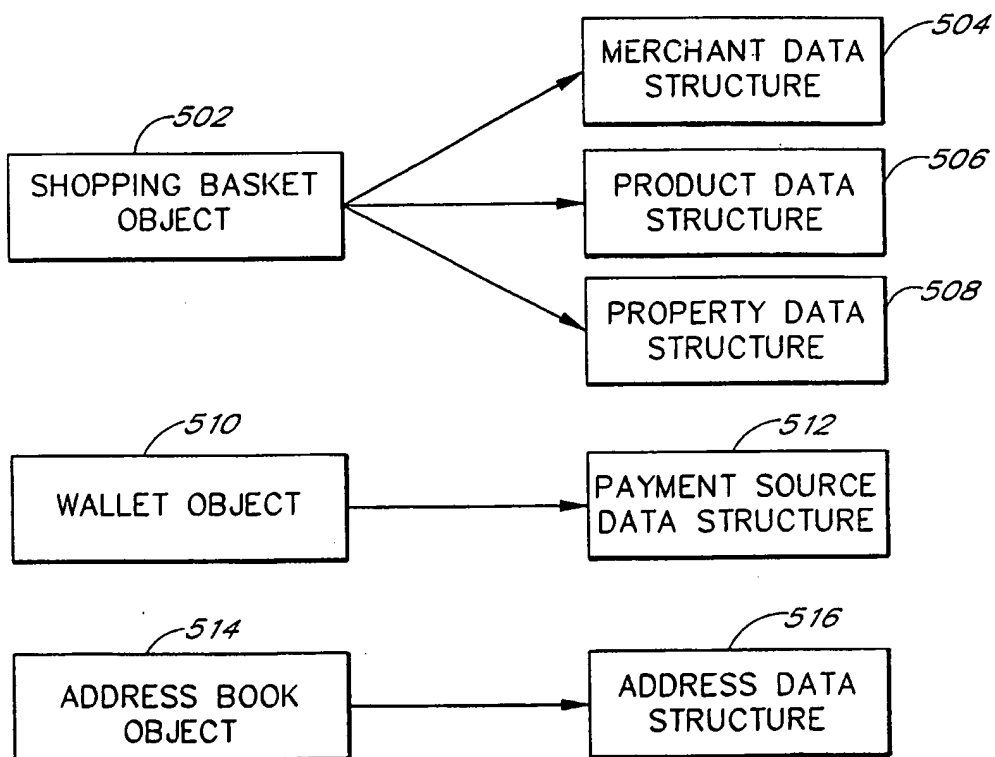 504
MERCHANT DATA
STRUCTURE
502
SHOPPING BASKET
OBJECT
506
PRODUCT DATA
STRUCTURE
508
PROPERTY DATA
STRUCTURE
510
WALLET OBJECT
512
PAYMENT SOURCE
DATA STRUCTURE
514
ADDRESS BOOK
OBJECT
516
ADDRESS DATA
STRUCTURE